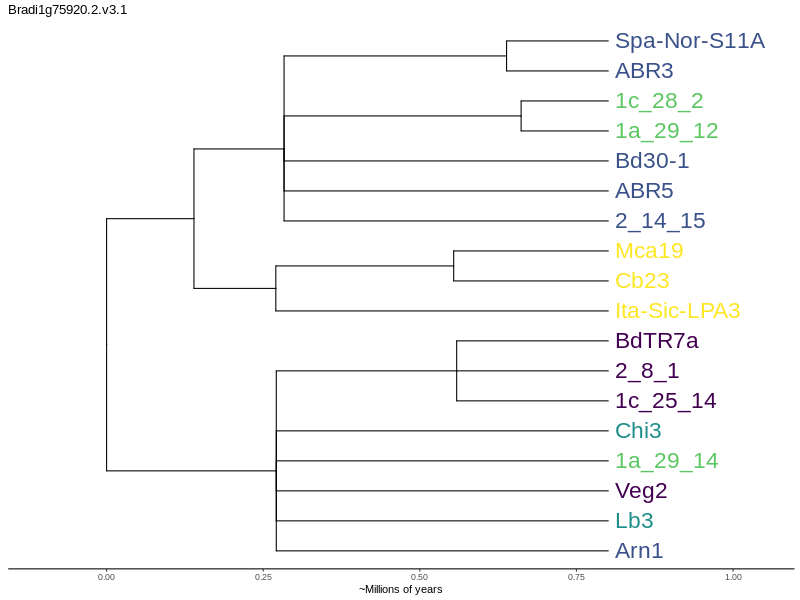 Bradi1g75920.2.v3.1
Spa-Nor-S11A
ABR3
1c_28_2
1a_29_12
Bd30-1
ABR5
2_14_15
Mca19
Cb23
Ita-Sic-LPA3
BdTR7a
2_8_1
1c_25_14
Chi3
1a_29_14
Veg2
Lb3
Arn1
0.00 0.25 0.50 0.75 1.00
~Millions of years